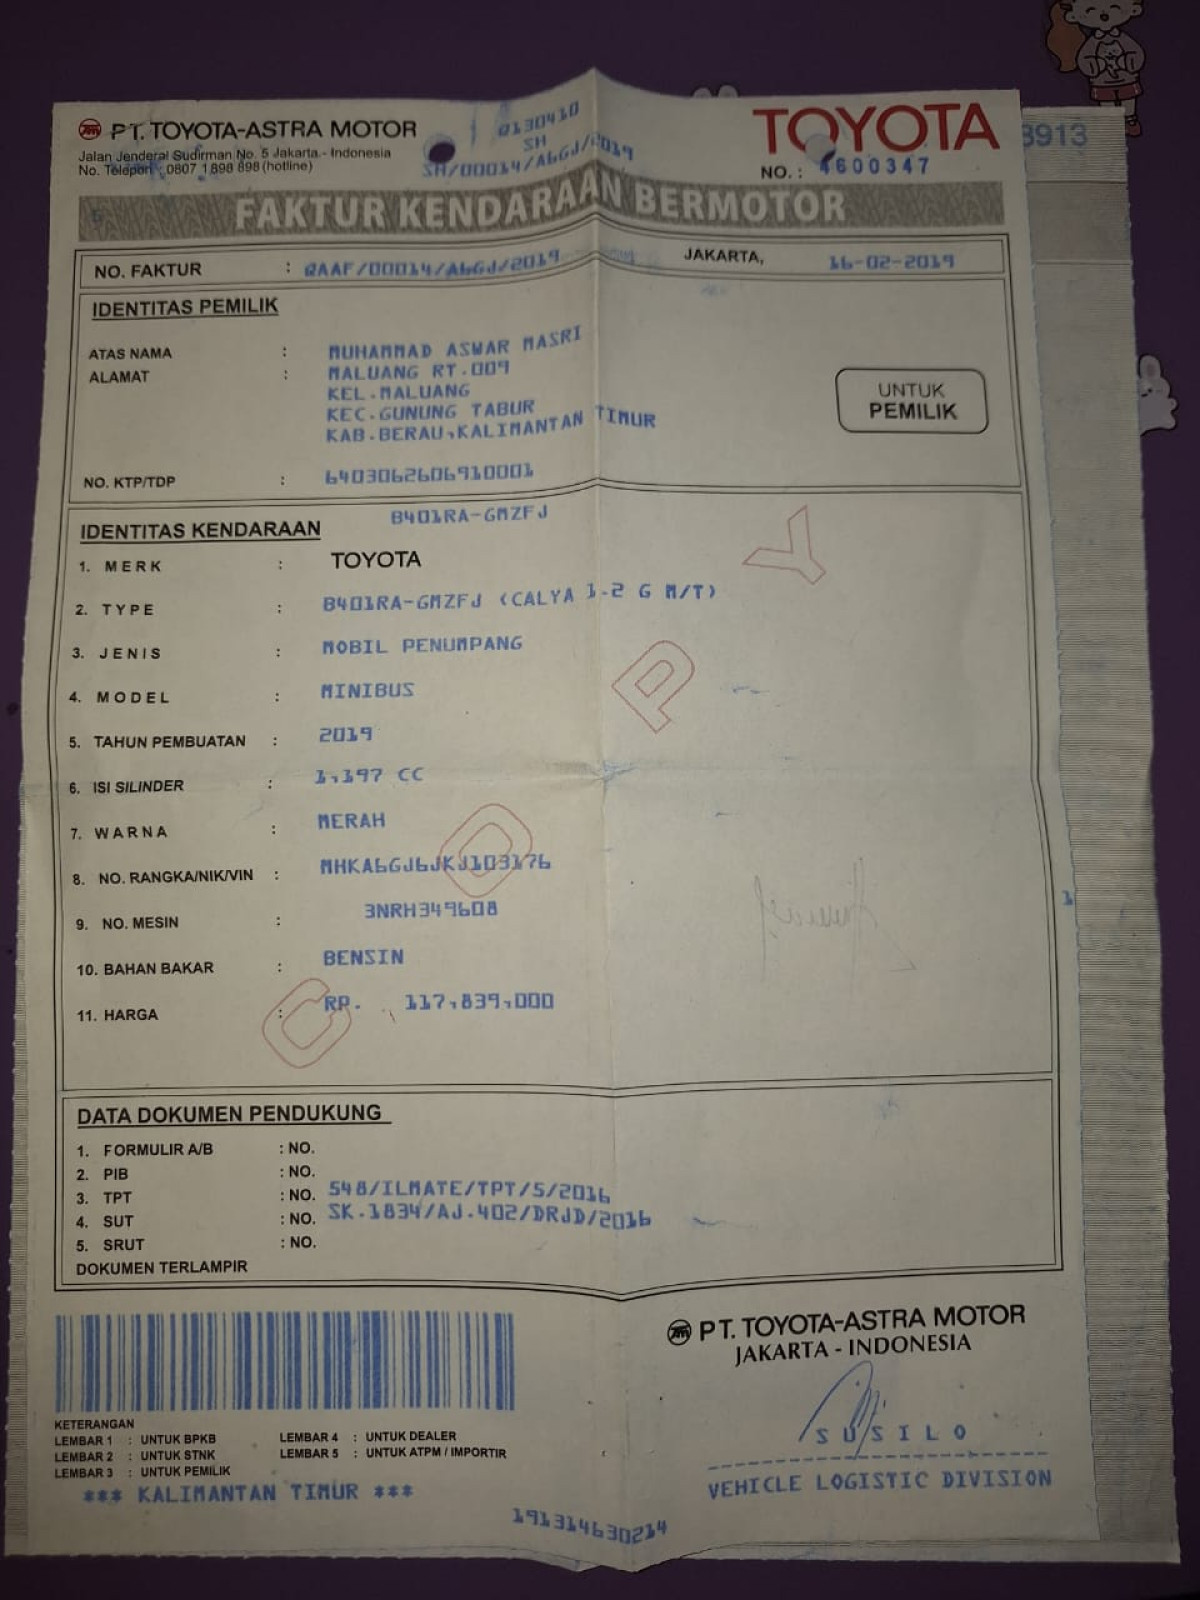 PT. TOYOTA-ASTRA MOTOR
Jalan Jenderal Sudirman No. 5 Jakarta - Indonesia
No. Telepon : 0807 1 898 898 (hotline)
0130410
SH
SH/00014/A6GJ/2019
TOYOTA
NO. : 4600347
3913
FAKTUR KENDARAAN BERMOTOR
NO. FAKTUR : QAAF/00014/A6GJ/2019 JAKARTA, 16-02-2019
IDENTITAS PEMILIK
ATAS NAMA : MUHAMMAD ASWAR MASRI
ALAMAT : MALUANG RT.009
KEL.MALUANG
KEC.GUNUNG TABUR
KAB.BERAU,KALIMANTAN TIMUR
UNTUK
PEMILIK
NO. KTP/TDP : 6403062606910001
IDENTITAS KENDARAAN B401RA-GMZFJ
1. MERK : TOYOTA
2. TYPE : B401RA-GMZFJ (CALYA 1.2 G M/T)
3. JENIS : MOBIL PENUMPANG
4. MODEL : MINIBUS
5. TAHUN PEMBUATAN : 2019
6. ISI SILINDER : 1,197 CC
7. WARNA : MERAH
8. NO. RANGKA/NIK/VIN : MHKA6GJ6JKJ103176
9. NO. MESIN : 3NRH349608
10. BAHAN BAKAR : BENSIN
11. HARGA : RP. 117,839,000
COPY
DATA DOKUMEN PENDUKUNG
1. FORMULIR A/B : NO.
2. PIB : NO.
3. TPT : NO. 548/ILMATE/TPT/5/2016
4. SUT : NO. SK.1834/AJ.402/DRJD/2016
5. SRUT : NO.
DOKUMEN TERLAMPIR
PT. TOYOTA-ASTRA MOTOR
JAKARTA - INDONESIA
SUSILO
VEHICLE LOGISTIC DIVISION
KETERANGAN
LEMBAR 1 : UNTUK BPKB LEMBAR 4 : UNTUK DEALER
LEMBAR 2 : UNTUK STNK LEMBAR 5 : UNTUK ATPM / IMPORTIR
LEMBAR 3 : UNTUK PEMILIK
*** KALIMANTAN TIMUR ***
191314630214